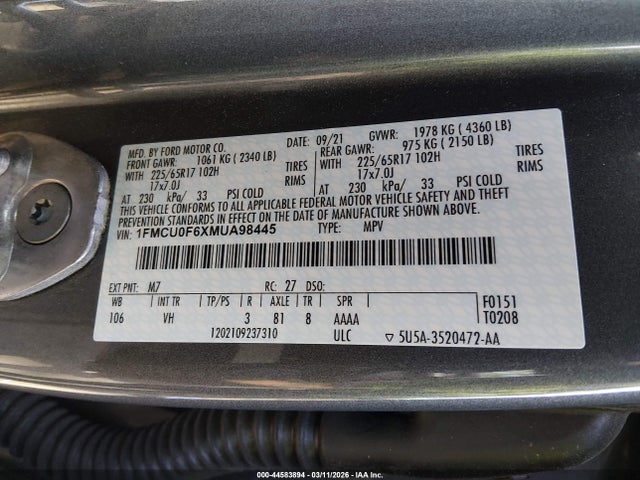 MFD. BY FORD MOTOR CO. DATE: 09/21 GVWR: 1978 KG ( 4360 LB)
FRONT GAWR: 1061 KG ( 2340 LB) REAR GAWR: 975 KG ( 2150 LB)
WITH 225/65R17 102H TIRES WITH 225/65R17 102H TIRES
17x7.0J RIMS 17x7.0J RIMS
AT 230 kPa/ 33 PSI COLD AT 230 kPa/ 33 PSI COLD
THIS VEHICLE CONFORMS TO ALL APPLICABLE FEDERAL MOTOR VEHICLE SAFETY AND THEFT
PREVENTION STANDARDS IN EFFECT ON THE DATE OF MANUFACTURE SHOWN ABOVE.
VIN: 1FMCU0F6XMUA98445 TYPE: MPV
EXT PNT: M7 RC: 27 DSO:
WB INT TR TP/PS R AXLE TR SPR F0151
106 VH 3 81 8 AAAA T0208
1202109237310 ULC ▽ 5U5A-3520472-AA
000-44583894 - 03/11/2026 - IAA Inc.